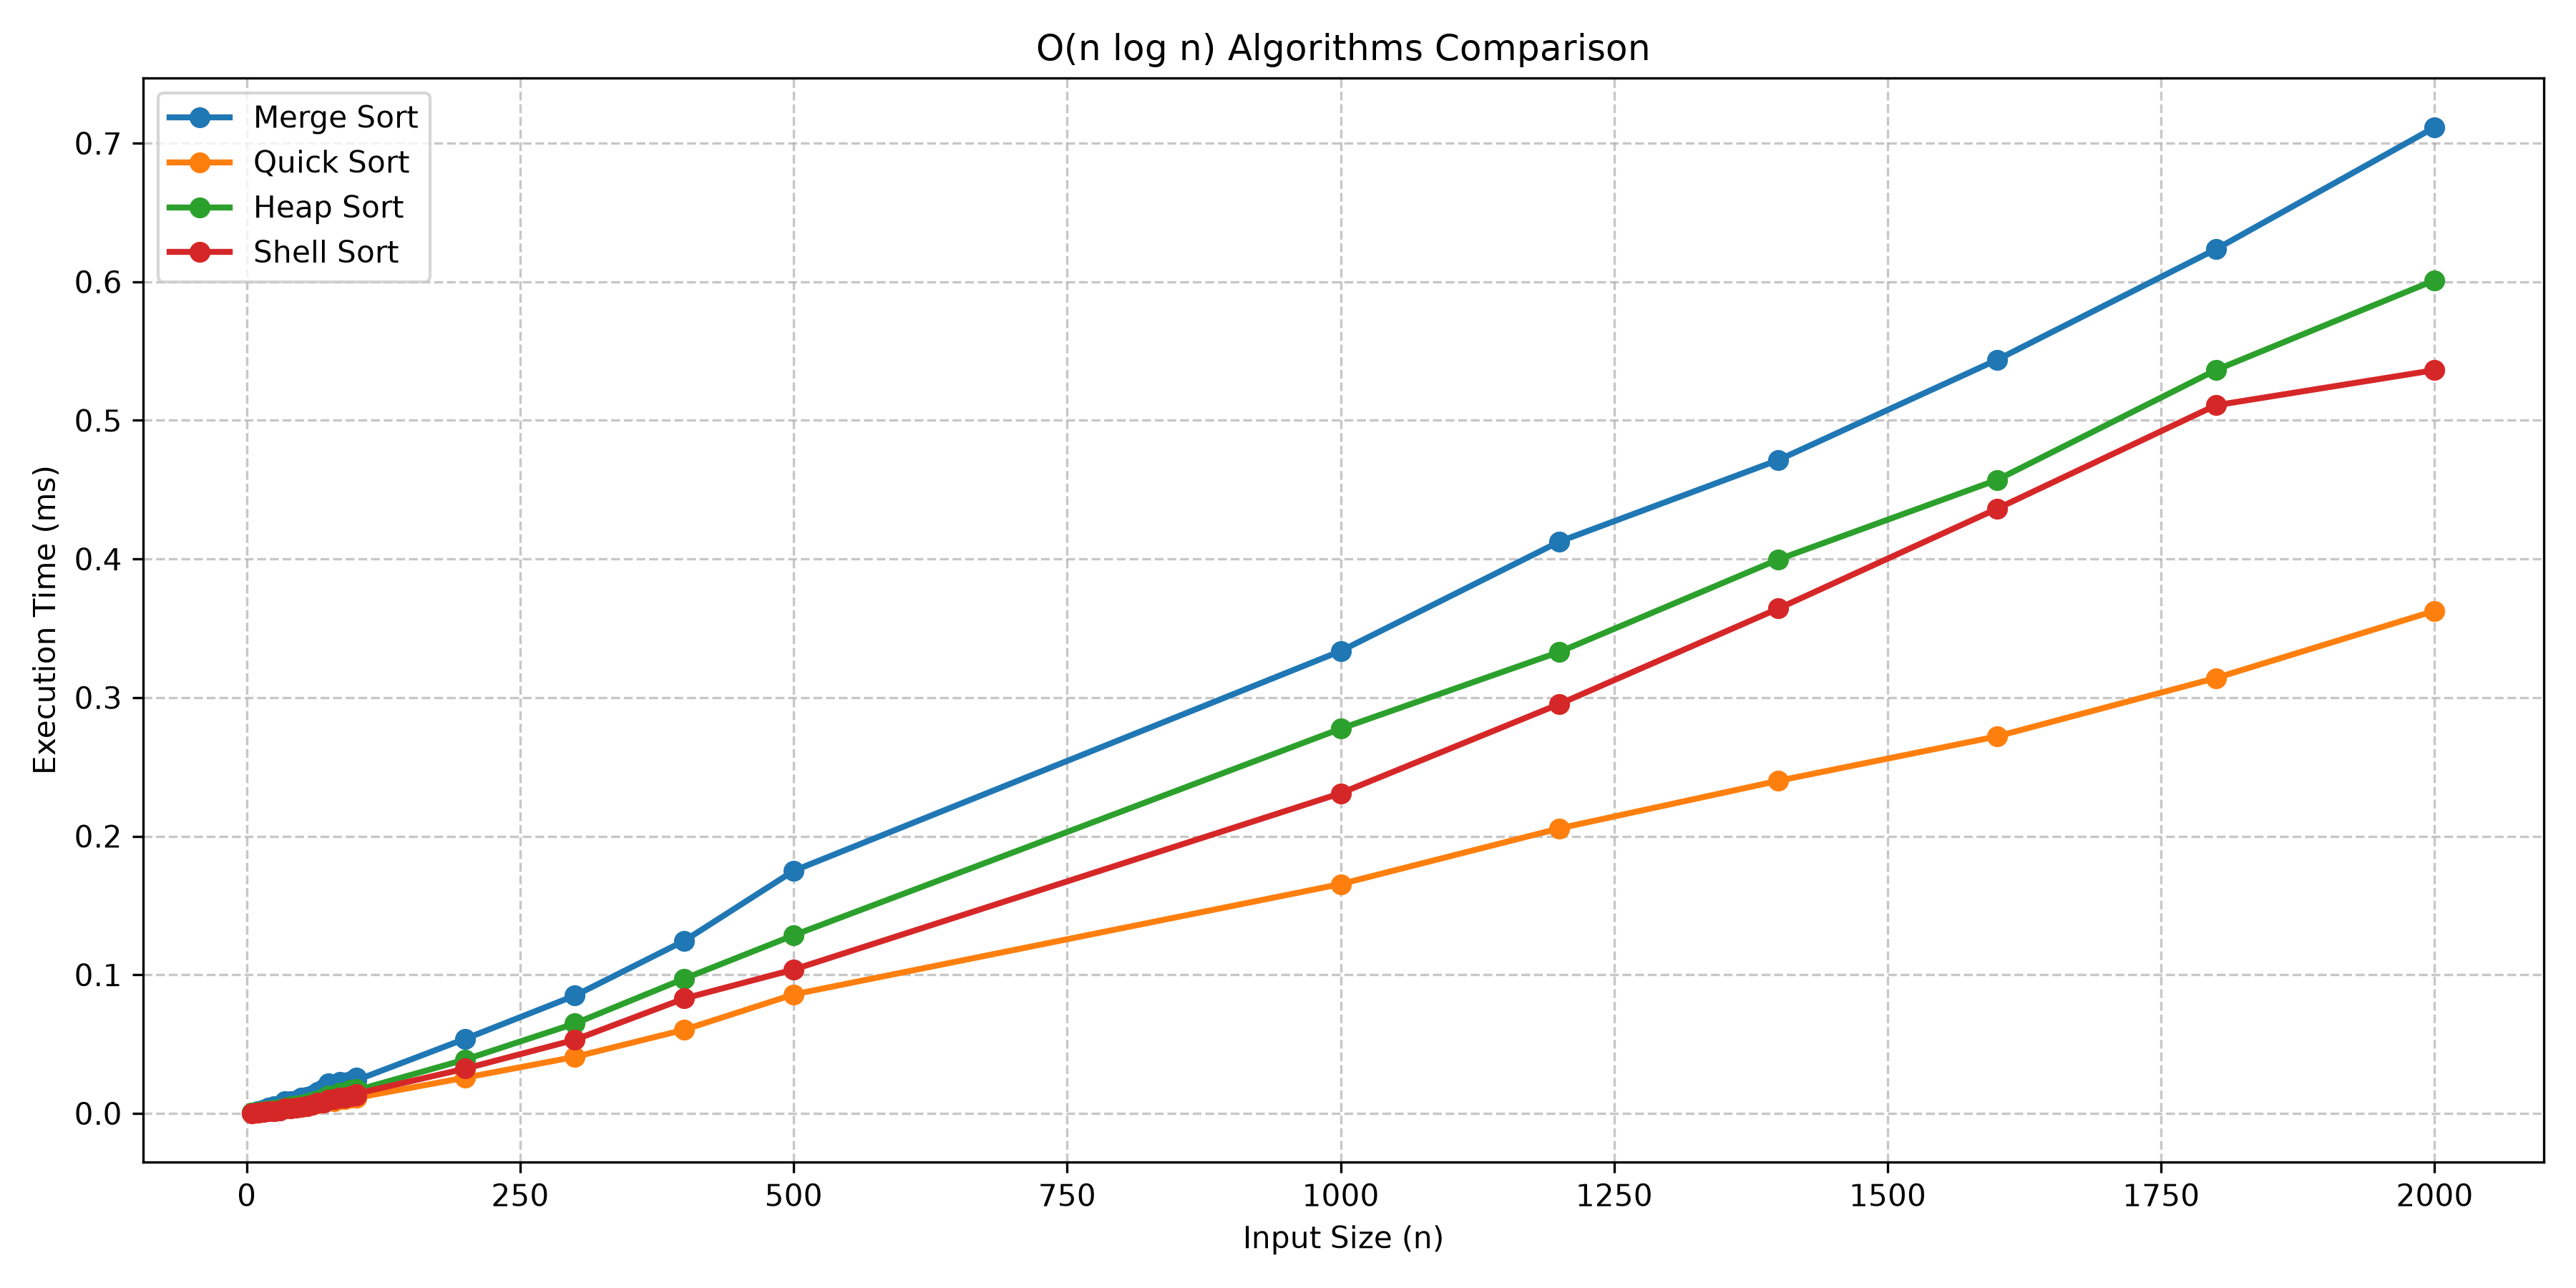 O(n log n) Algorithms Comparison
Merge Sort
Quick Sort
Heap Sort
Shell Sort
Execution Time (ms)
0.7
0.6
0.5
0.4
0.3
0.2
0.1
0.0
0 250 500 750 1000 1250 1500 1750 2000
Input Size (n)